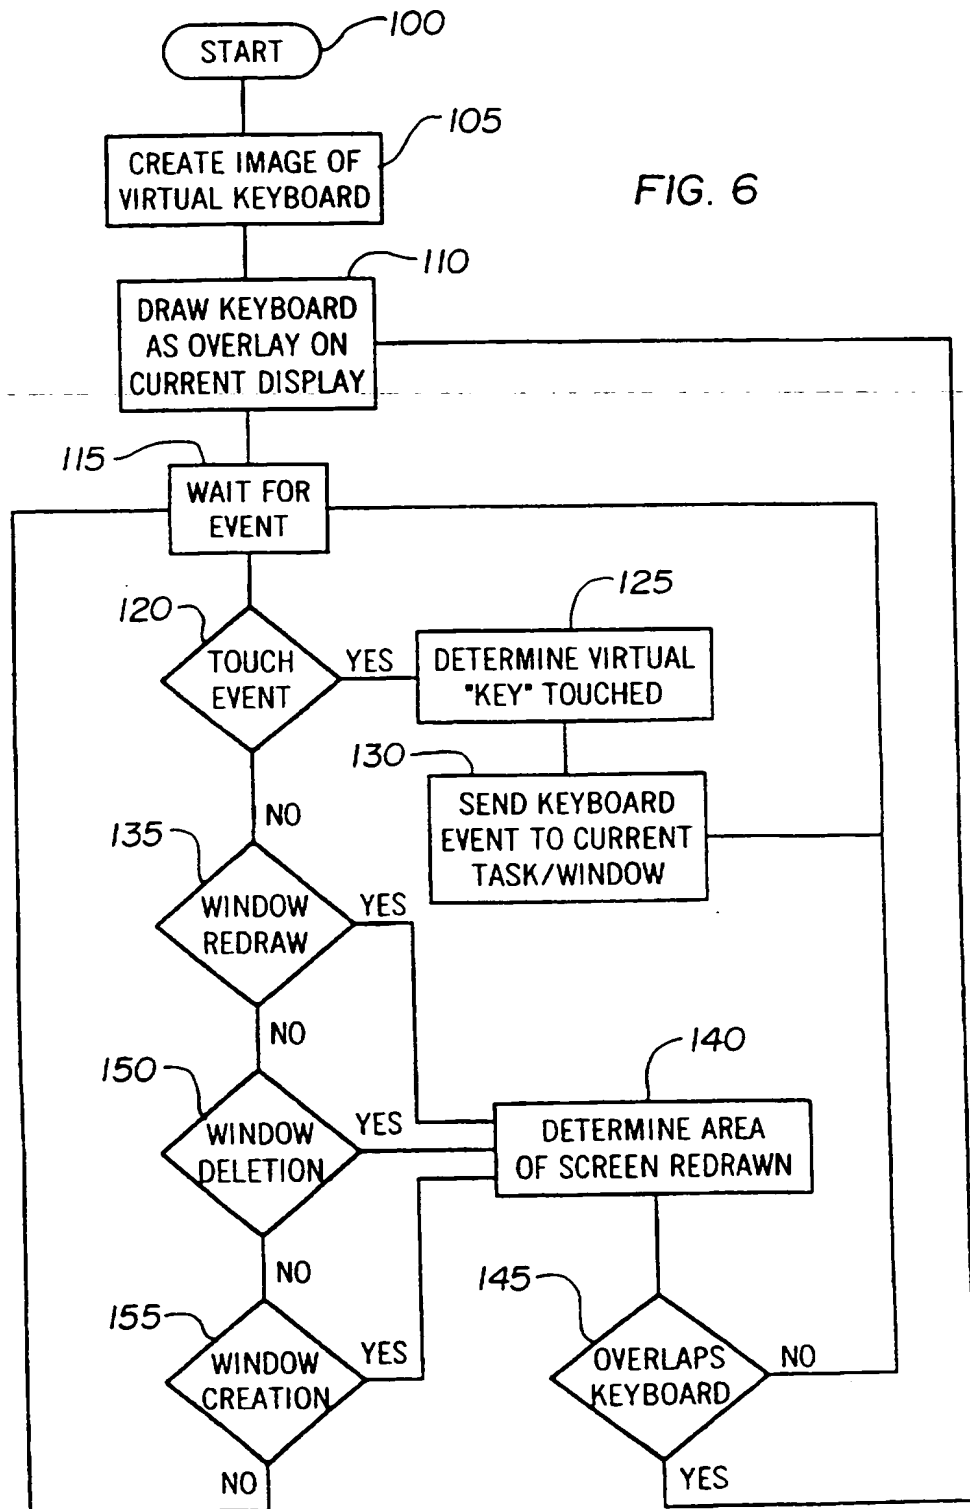 100
START
105
CREATE IMAGE OF
VIRTUAL KEYBOARD
FIG. 6
110
DRAW KEYBOARD
AS OVERLAY ON
CURRENT DISPLAY
115
WAIT FOR
EVENT
120
TOUCH
EVENT
YES
125
DETERMINE VIRTUAL
"KEY" TOUCHED
130
SEND KEYBOARD
EVENT TO CURRENT
TASK/WINDOW
NO
135
WINDOW
REDRAW
YES
NO
140
DETERMINE AREA
OF SCREEN REDRAWN
150
WINDOW
DELETION
YES
NO
145
OVERLAPS
KEYBOARD
NO
155
WINDOW
CREATION
YES
NO
YES